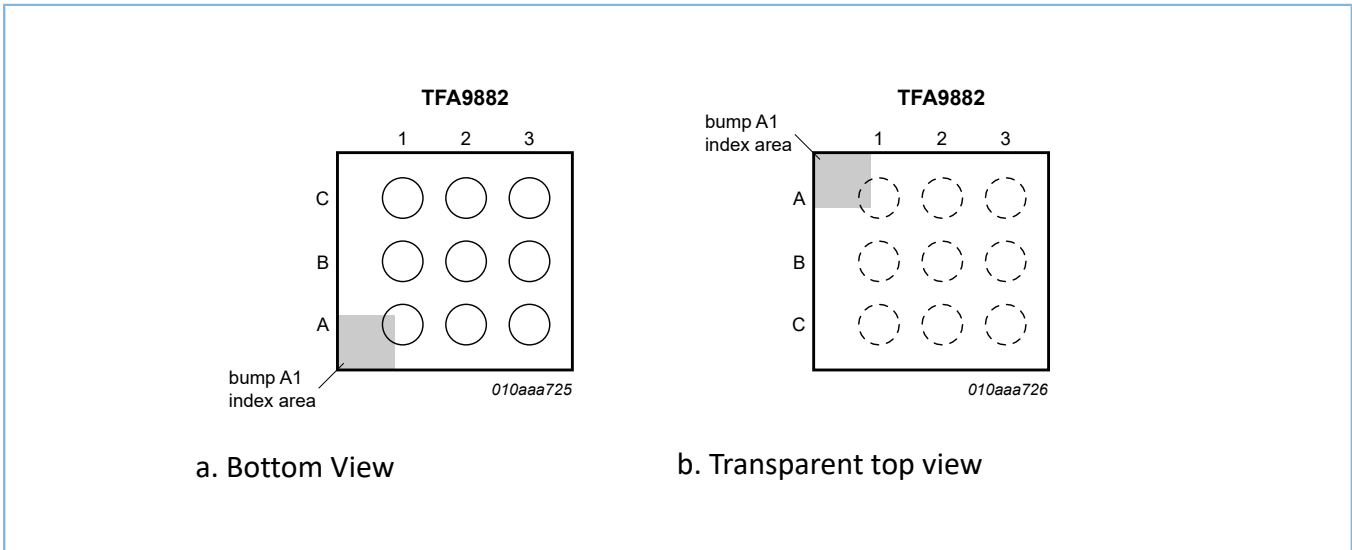 TFA9882
1 2 3
C
B
A
bump A1
index area
010aaa725
a. Bottom View
TFA9882
bump A1
index area
1 2 3
A
B
C
010aaa726
b. Transparent top view